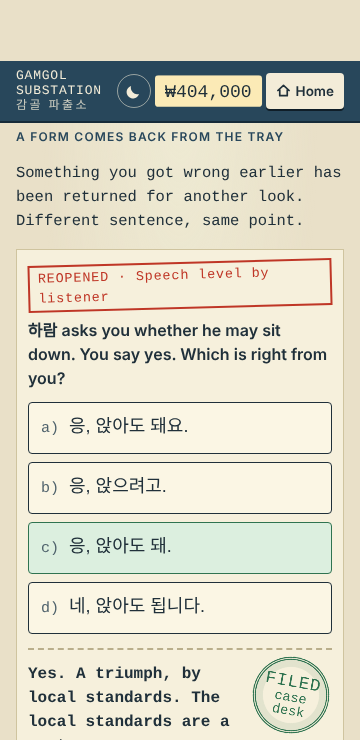 GAMGOL
SUBSTATION
감골 파출소
₩404,000
Home
A FORM COMES BACK FROM THE TRAY
Something you got wrong earlier has
been returned for another look.
Different sentence, same point.
REOPENED · Speech level by
listener
하람 asks you whether he may sit
down. You say yes. Which is right from
you?
a) 응, 앉아도 돼요.
b) 응, 앉으려고.
c) 응, 앉아도 돼.
d) 네, 앉아도 됩니다.
Yes. A triumph, by
local standards. The
local standards are a
FILED
case
desk